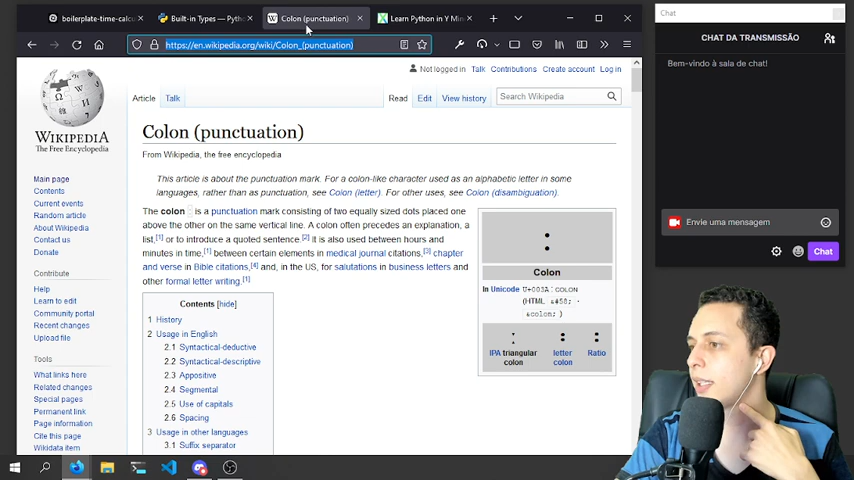 boilerplate-time-calcu
Built-in Types — Pytho
Colon (punctuation)
Learn Python in Y Min
https://en.wikipedia.org/wiki/Colon_(punctuation)
Not logged in Talk Contributions Create account Log in
Article Talk Read Edit View history Search Wikipedia
WIKIPEDIA
The Free Encyclopedia
Main page
Contents
Current events
Random article
About Wikipedia
Contact us
Donate
Contribute
Help
Learn to edit
Community portal
Recent changes
Upload file
Tools
What links here
Related changes
Special pages
Permanent link
Page information
Cite this page
Wikidata item
Colon (punctuation)
From Wikipedia, the free encyclopedia
This article is about the punctuation mark. For a colon-like character used as an alphabetic letter in some
languages, rather than as punctuation, see Colon (letter). For other uses, see Colon (disambiguation).
The colon : is a punctuation mark consisting of two equally sized dots placed one
above the other on the same vertical line. A colon often precedes an explanation, a
list,[1] or to introduce a quoted sentence.[2] It is also used between hours and
minutes in time,[1] between certain elements in medical journal citations,[3] chapter
and verse in Bible citations,[4] and, in the US, for salutations in business letters and
other formal letter writing.[1]
:
Colon
In Unicode U+003A : COLON
(HTML &#58; ·
&colon; )
IPA triangular
colon
letter
colon
Ratio
Contents [hide]
1 History
2 Usage in English
2.1 Syntactical-deductive
2.2 Syntactical-descriptive
2.3 Appositive
2.4 Segmental
2.5 Use of capitals
2.6 Spacing
3 Usage in other languages
3.1 Suffix separator
Chat
CHAT DA TRANSMISSÃO
Bem-vindo à sala de chat!
Envie uma mensagem
Chat